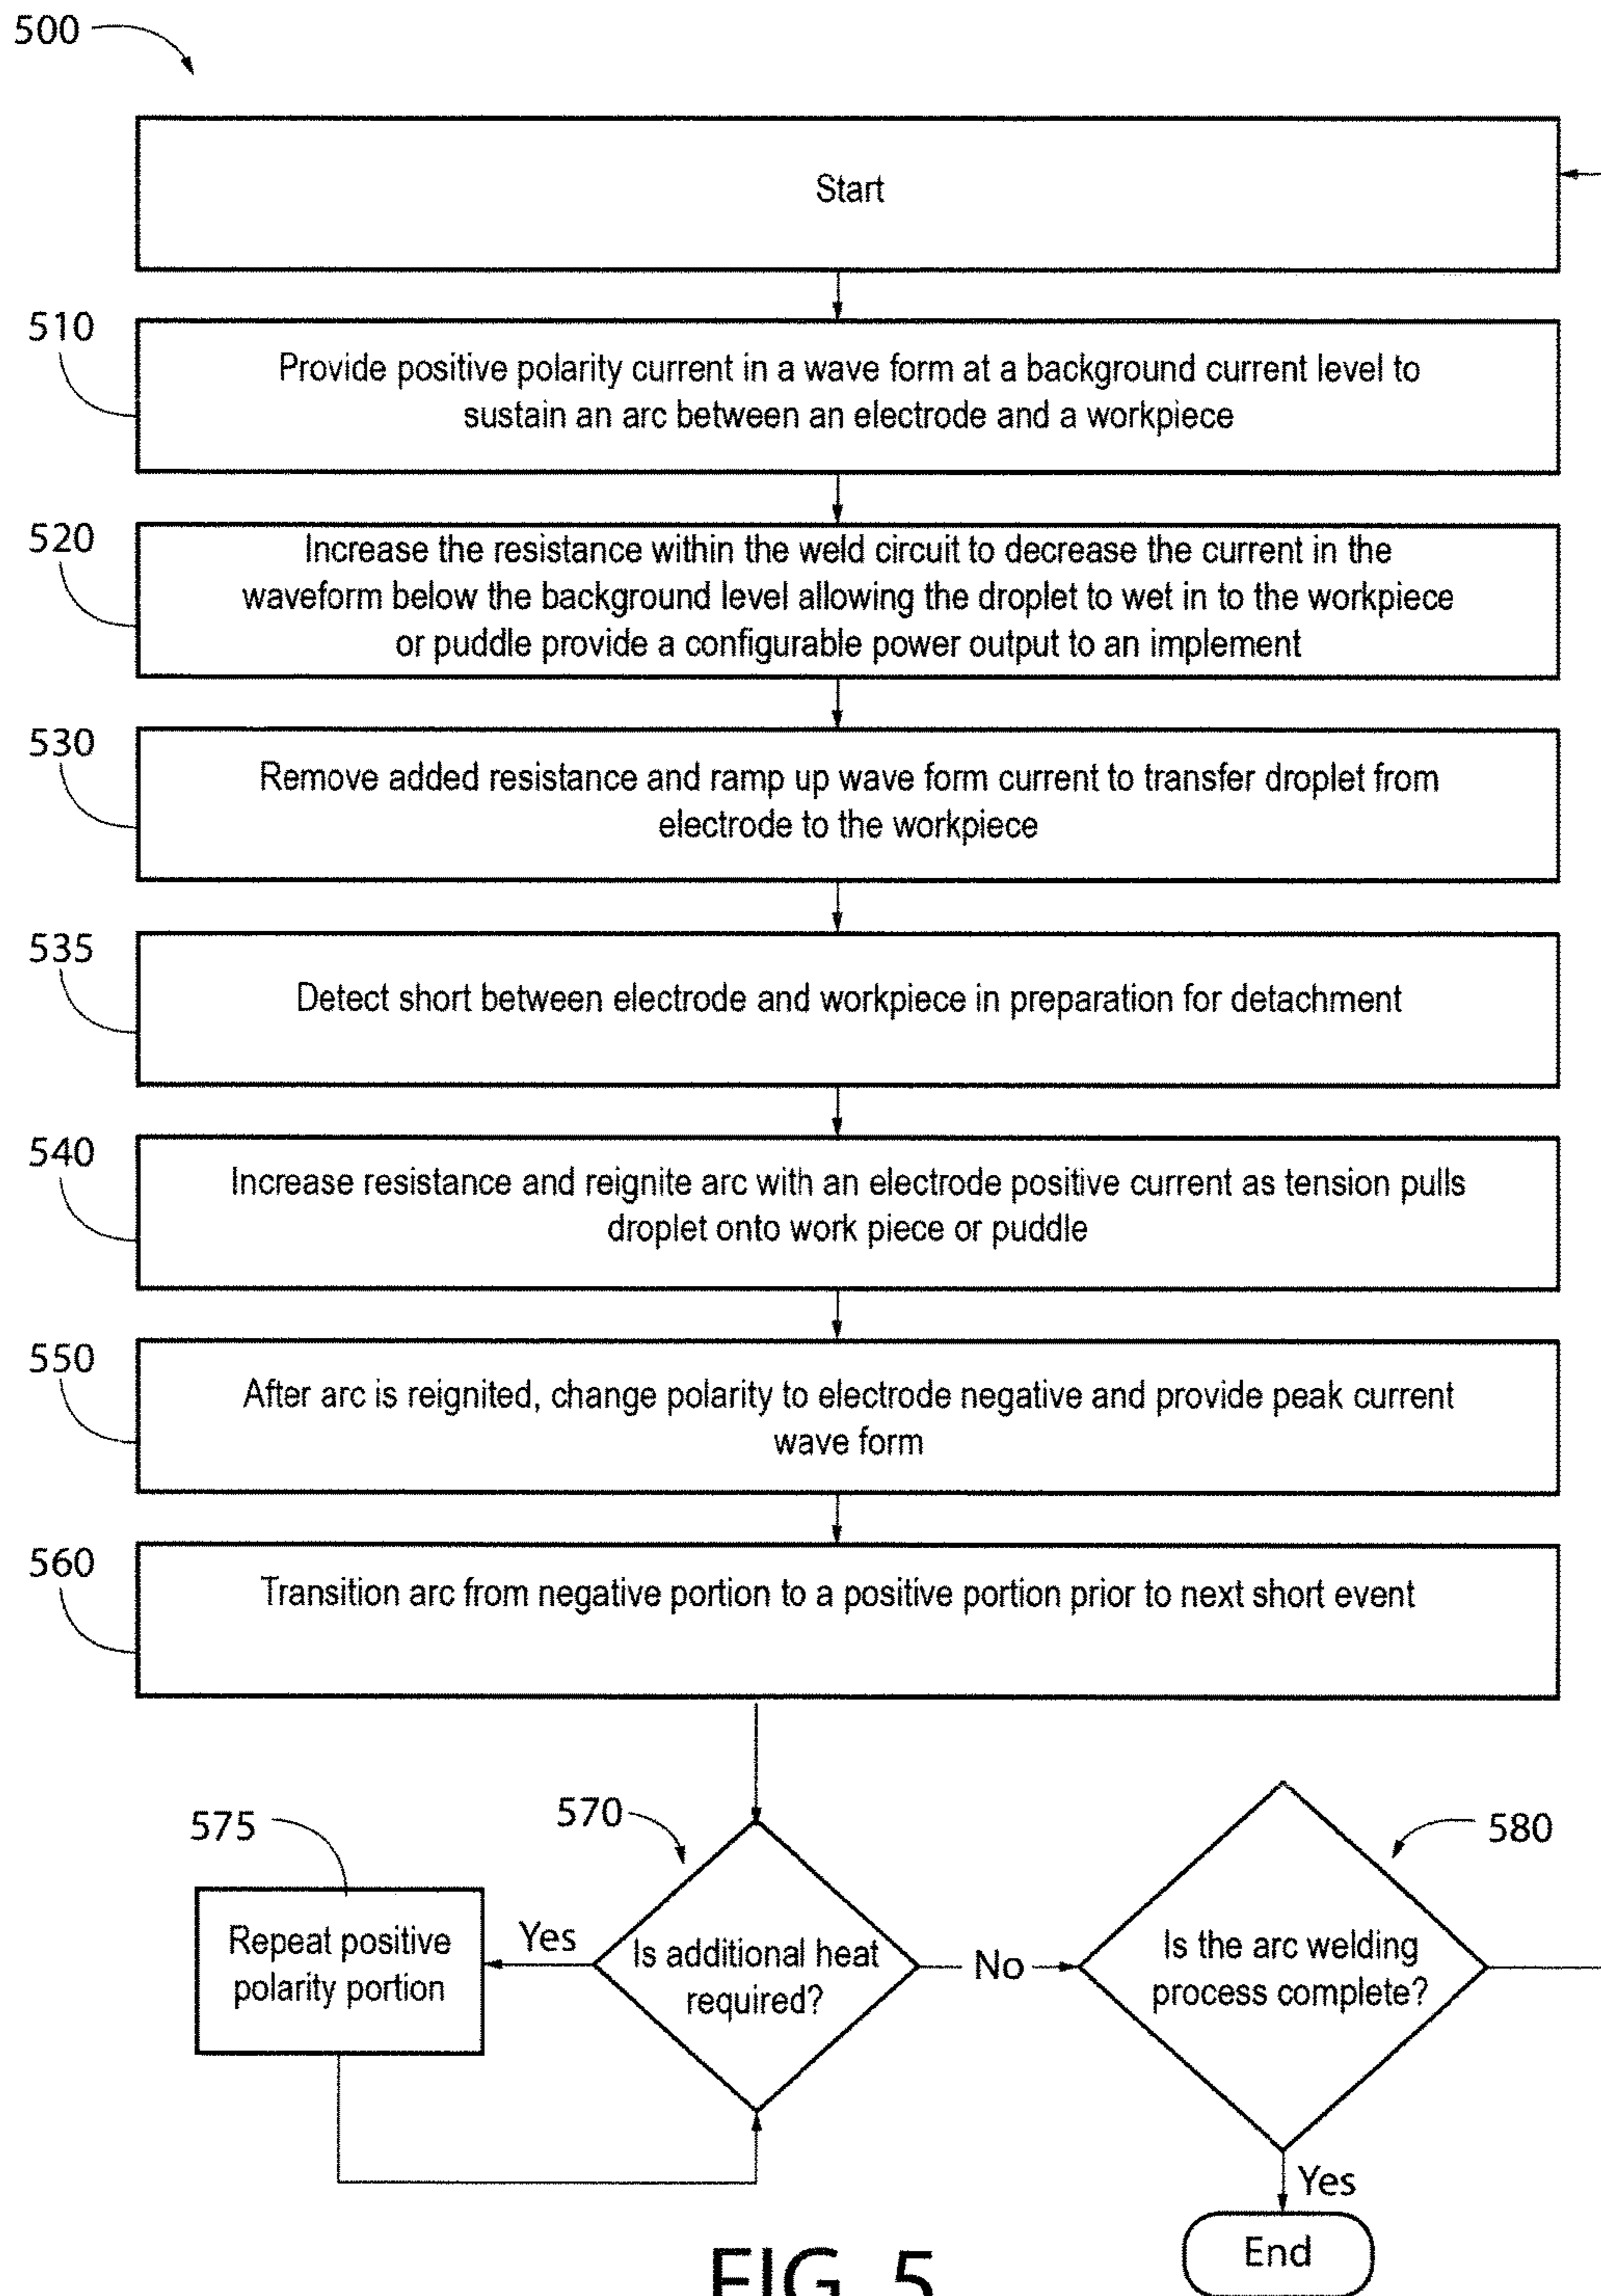 500
Start
510
Provide positive polarity current in a wave form at a background current level to
sustain an arc between an electrode and a workpiece
520
Increase the resistance within the weld circuit to decrease the current in the
waveform below the background level allowing the droplet to wet in to the workpiece
or puddle provide a configurable power output to an implement
530
Remove added resistance and ramp up wave form current to transfer droplet from
electrode to the workpiece
535
Detect short between electrode and workpiece in preparation for detachment
540
Increase resistance and reignite arc with an electrode positive current as tension pulls
droplet onto work piece or puddle
550
After arc is reignited, change polarity to electrode negative and provide peak current
wave form
560
Transition arc from negative portion to a positive portion prior to next short event
575
570
580
Repeat positive
polarity portion
Yes
Is additional heat
required?
No
Is the arc welding
process complete?
Yes
End
FIG. 5